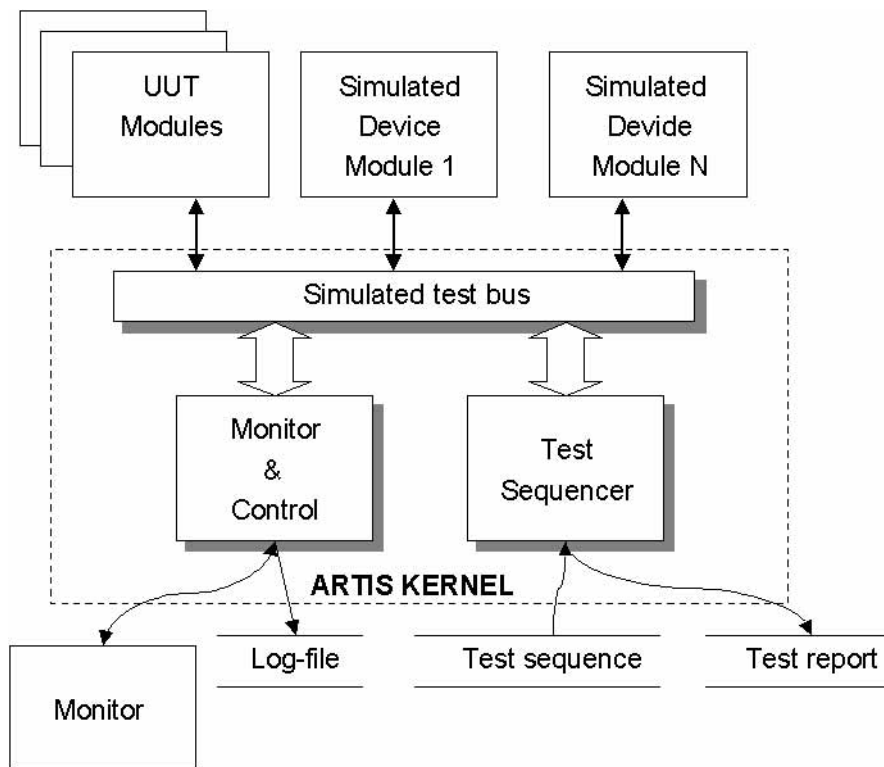 UUT
Modules
Simulated
Device
Module 1
Simulated
Devide
Module N
Simulated test bus
Monitor
&
Control
Test
Sequencer
ARTIS KERNEL
Log-file
Test sequence
Test report
Monitor